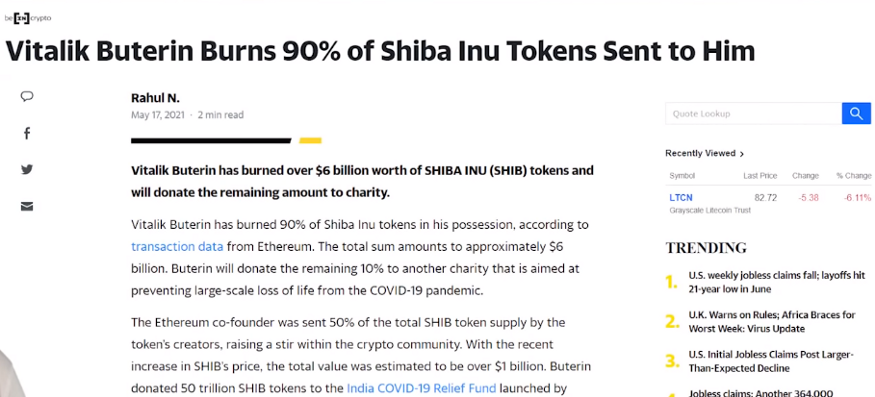 be[IN]crypto
Vitalik Buterin Burns 90% of Shiba Inu Tokens Sent to Him
Rahul N.
May 17, 2021 · 2 min read
Vitalik Buterin has burned over $6 billion worth of SHIBA INU (SHIB) tokens and
will donate the remaining amount to charity.
Vitalik Buterin has burned 90% of Shiba Inu tokens in his possession, according to
transaction data from Ethereum. The total sum amounts to approximately $6
billion. Buterin will donate the remaining 10% to another charity that is aimed at
preventing large-scale loss of life from the COVID-19 pandemic.
The Ethereum co-founder was sent 50% of the total SHIB token supply by the
token's creators, raising a stir within the crypto community. With the recent
increase in SHIB's price, the total value was estimated to be over $1 billion. Buterin
donated 50 trillion SHIB tokens to the India COVID-19 Relief Fund launched by
Quote Lookup
Recently Viewed >
Symbol Last Price Change % Change
LTCN 82.72 -5.38 -6.11%
Grayscale Litecoin Trust
TRENDING
1. U.S. weekly jobless claims fall; layoffs hit
21-year low in June
2. U.K. Warns on Rules; Africa Braces for
Worst Week: Virus Update
3. U.S. Initial Jobless Claims Post Larger-
Than-Expected Decline
Jobless claims: Another 364,000